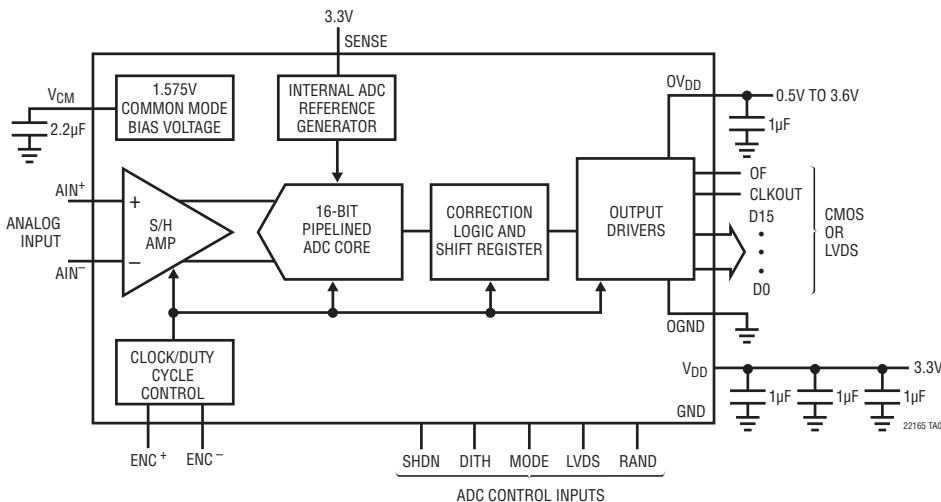 3.3V
SENSE
V_CM
2.2µF
1.575V
COMMON MODE
BIAS VOLTAGE
INTERNAL ADC
REFERENCE
GENERATOR
OV_DD
0.5V TO 3.6V
1µF
AIN+
ANALOG
INPUT
AIN−
+
S/H
AMP
−
16-BIT
PIPELINED
ADC CORE
CORRECTION
LOGIC AND
SHIFT REGISTER
OUTPUT
DRIVERS
OF
CLKOUT
D15
•
•
•
D0
CMOS
OR
LVDS
OGND
CLOCK/DUTY
CYCLE
CONTROL
V_DD
3.3V
1µF
1µF
1µF
GND
22165 TA0
ENC+
ENC−
SHDN
DITH
MODE
LVDS
RAND
ADC CONTROL INPUTS